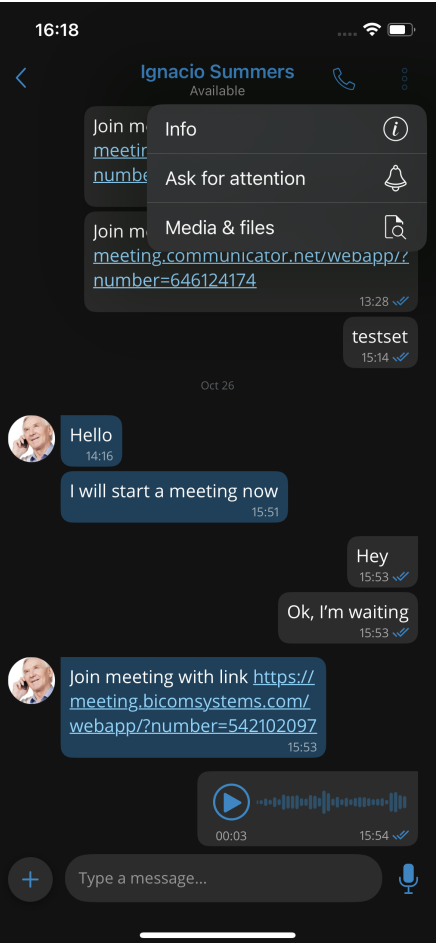 16:18
Ignacio Summers
Available
Info
Ask for attention
Media & files
Join m
meetin
numbe
Join m
meeting.communicator.net/webapp/?
number=646124174
13:28
testset
15:14
Oct 26
Hello
14:16
I will start a meeting now
15:51
Hey
15:53
Ok, I'm waiting
15:53
Join meeting with link https://
meeting.bicomsystems.com/
webapp/?number=542102097
15:53
00:03
15:54
Type a message...